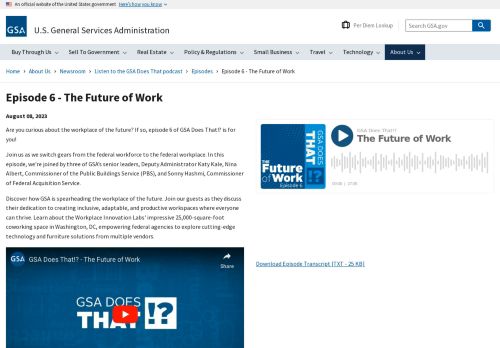 An official website of the United States government Here's how you know
GSA
U.S. General Services Administration
Per Diem Lookup
Search GSA.gov
Buy Through Us
Sell To Government
Real Estate
Policy & Regulations
Small Business
Travel
Technology
About Us
Home › About Us › Newsroom › Listen to the GSA Does That podcast › Episodes › Episode 6 - The Future of Work
Episode 6 - The Future of Work
August 08, 2023
Are you curious about the workplace of the future? If so, episode 6 of GSA Does That!? is for
you!
Join us as we switch gears from the federal workforce to the federal workplace. In this
episode, we're joined by three of GSA's senior leaders, Deputy Administrator Katy Kale, Nina
Albert, Commissioner of the Public Buildings Service (PBS), and Sonny Hashmi, Commissioner
of Federal Acquisition Service.
Discover how GSA is spearheading the workplace of the future. Join our guests as they discuss
their dedication to creating inclusive, adaptable, and productive workspaces where everyone
can thrive. Learn about the Workplace Innovation Labs' impressive 25,000-square-foot
coworking space in Washington, DC, empowering federal agencies to explore cutting-edge
technology and furniture solutions from multiple vendors.
GSA
GSA Does That!? - The Future of Work
Share
GSA DOES
THAT !?
THE
Future
of Work
Episode 6
GSA DOES
THAT
!?
GSA Does That!?
The Future of Work
Download Episode Transcript [TXT - 25 KB]